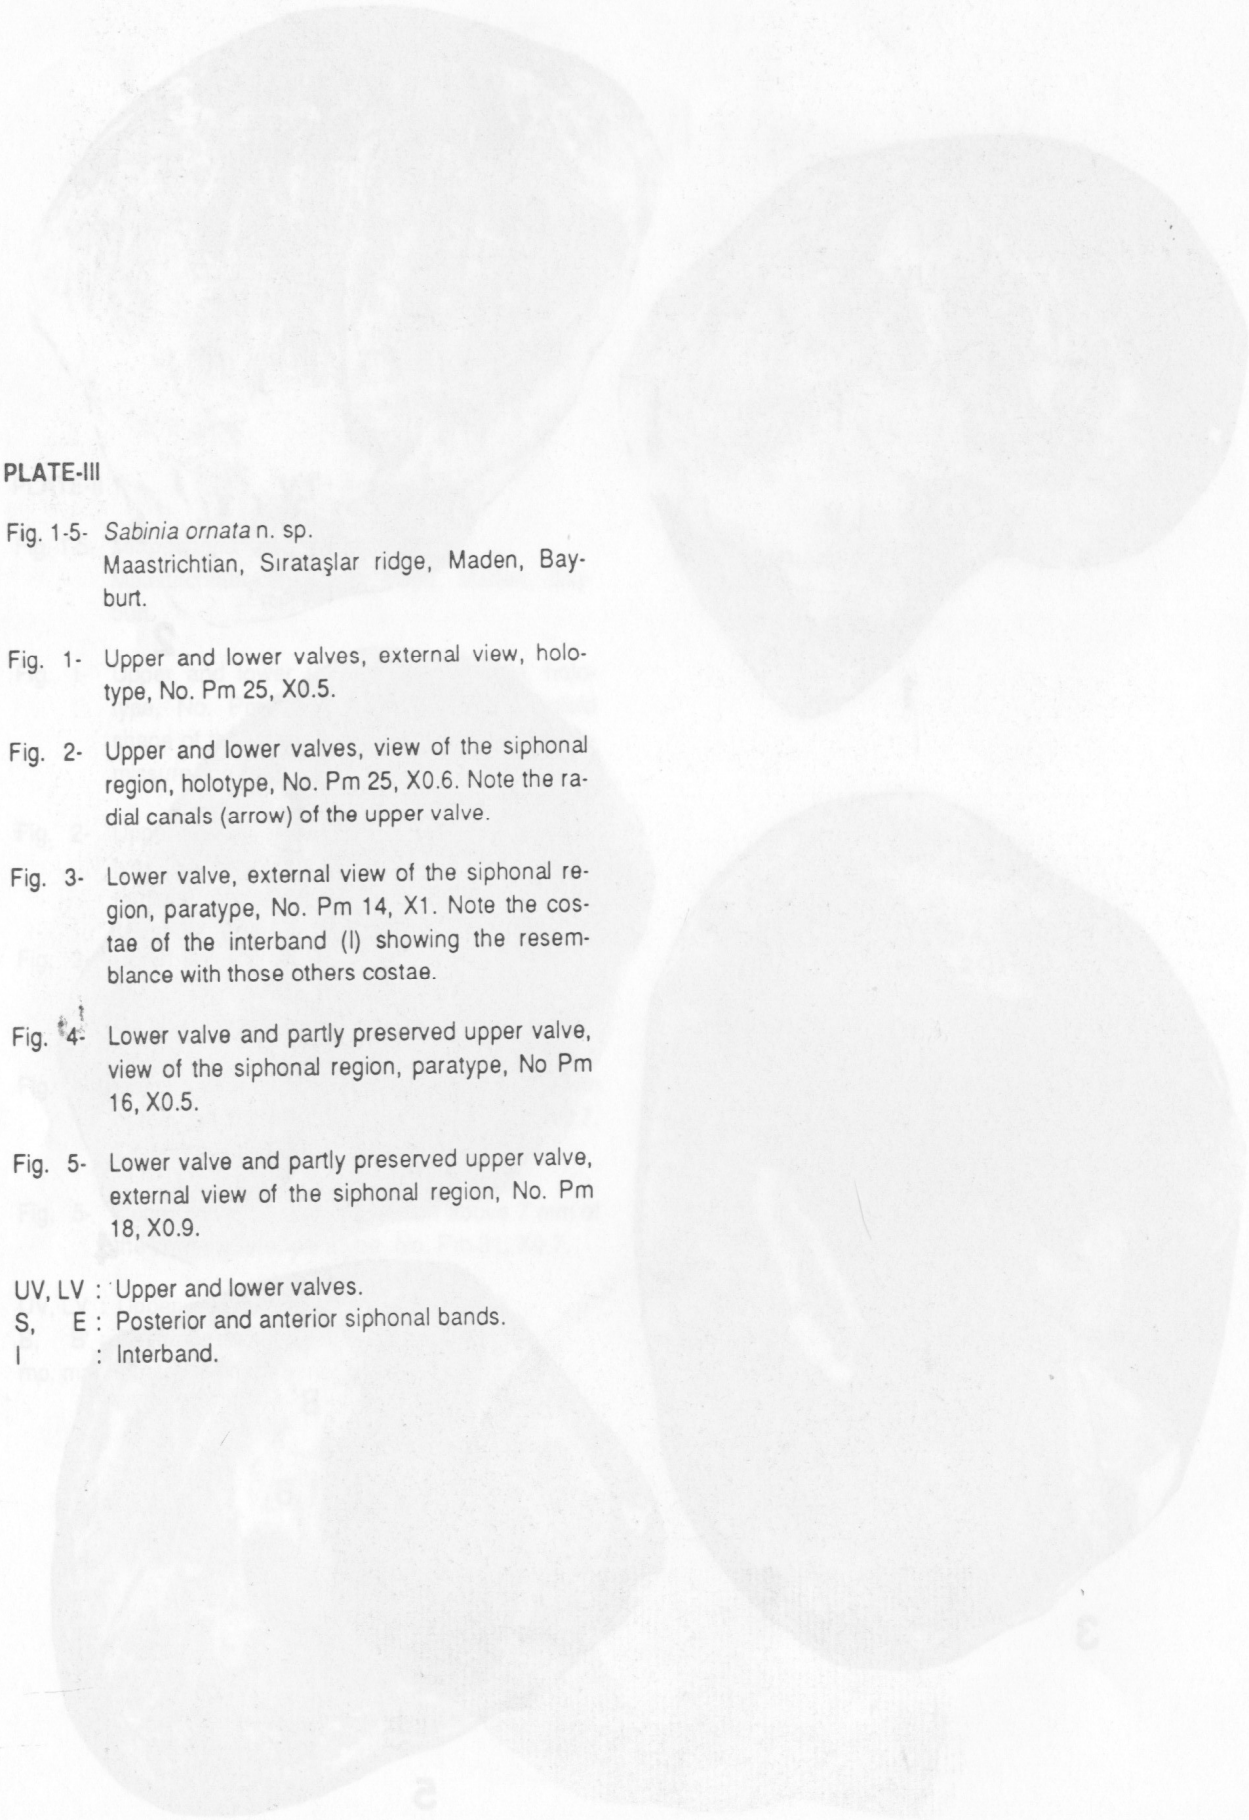 PLATE-III
Fig. 1-5- Sabinia ornata n. sp.
Maastrichtian, Sırataşlar ridge, Maden, Bay-
burt.
Fig. 1- Upper and lower valves, external view, holo-
type, No. Pm 25, X0.5.
Fig. 2- Upper and lower valves, view of the siphonal
region, holotype, No. Pm 25, X0.6. Note the ra-
dial canals (arrow) of the upper valve.
Fig. 3- Lower valve, external view of the siphonal re-
gion, paratype, No. Pm 14, X1. Note the cos-
tae of the interband (I) showing the resem-
blance with those others costae.
Fig. 4- Lower valve and partly preserved upper valve,
view of the siphonal region, paratype, No Pm
16, X0.5.
Fig. 5- Lower valve and partly preserved upper valve,
external view of the siphonal region, No. Pm
18, X0.9.
UV, LV : Upper and lower valves.
S, E : Posterior and anterior siphonal bands.
I : Interband.